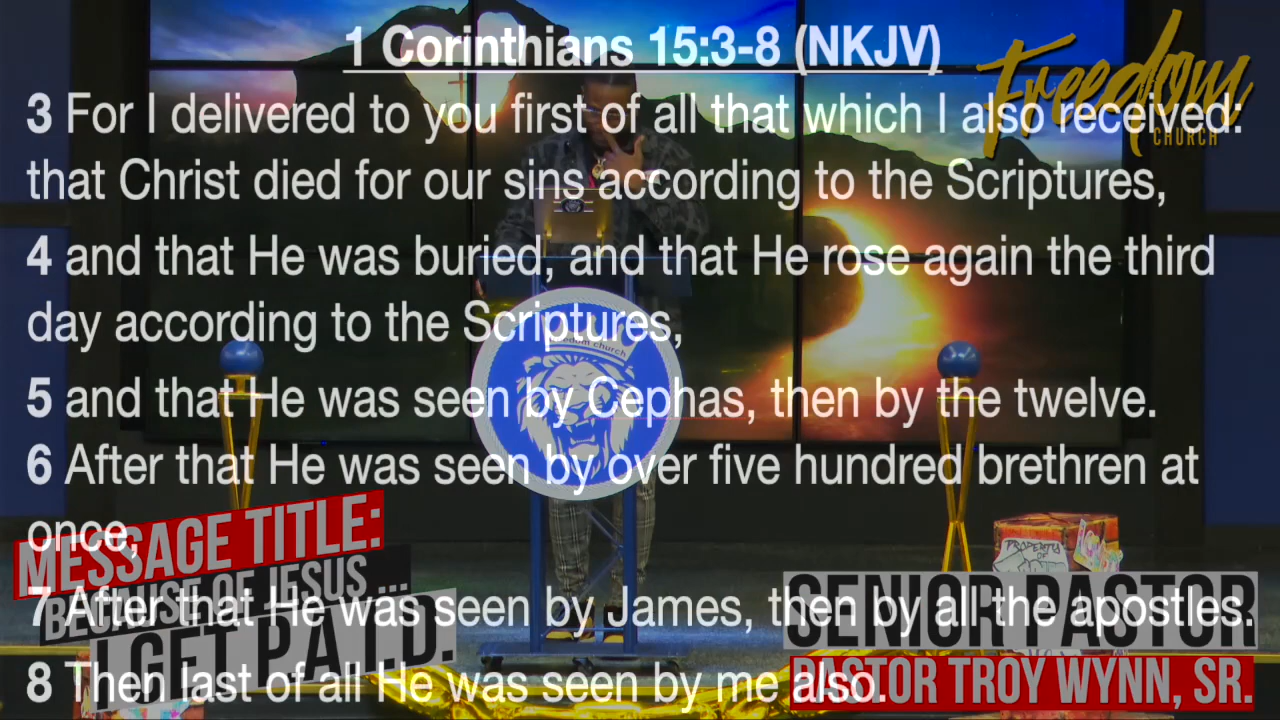 1 Corinthians 15:3-8 (NKJV)
3 For I delivered to you first of all that which I also received:
that Christ died for our sins according to the Scriptures,
4 and that He was buried, and that He rose again the third
day according to the Scriptures,
5 and that He was seen by Cephas, then by the twelve.
6 After that He was seen by over five hundred brethren at
once,
7 After that He was seen by James, then by all the apostles.
8 Then last of all He was seen by me also.
Freedom
CHURCH
freedom church
PROPERTY
OF
MESSAGE TITLE:
BECAUSE OF JESUS ...
I GET P.A.I.D.
SENIOR PASTOR
PASTOR TROY WYNN, SR.